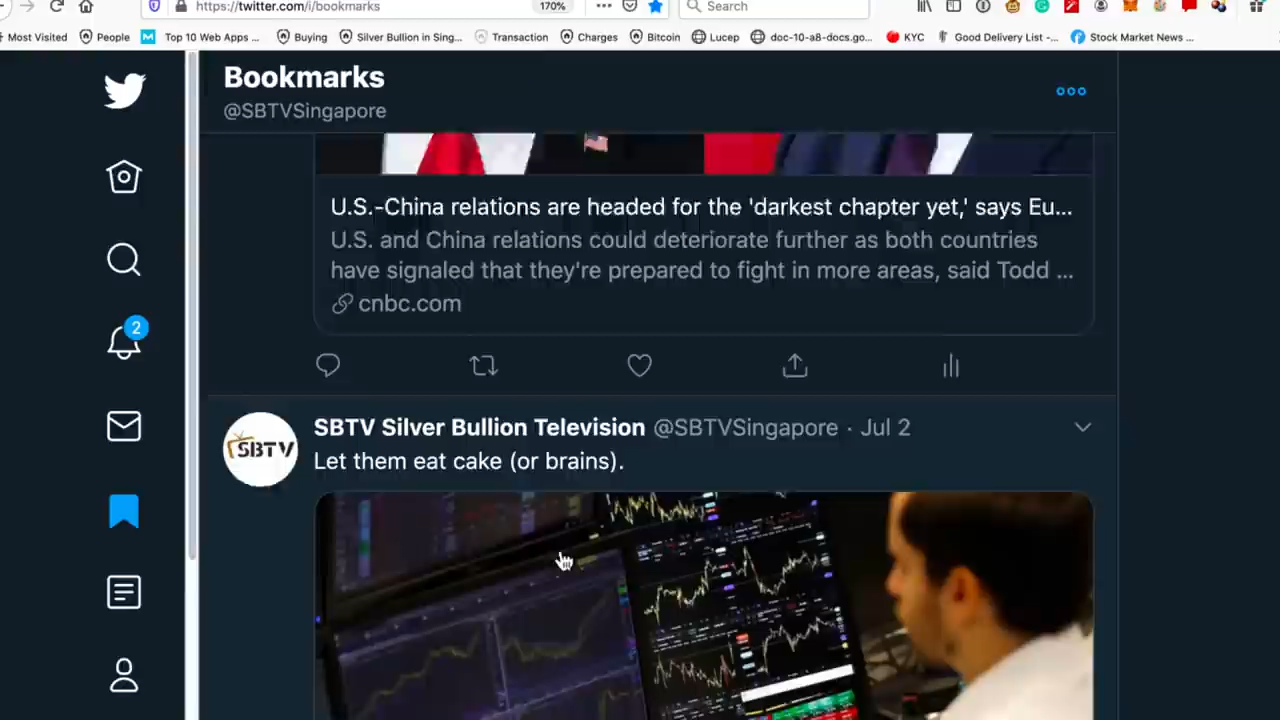 https://twitter.com/i/bookmarks
170%
Search
Most Visited
People
Top 10 Web Apps ...
Buying
Silver Bullion in Sing...
Transaction
Charges
Bitcoin
Lucep
doc-10-a8-docs.go...
KYC
Good Delivery List -...
Stock Market News ...
Bookmarks
@SBTVSingapore
U.S.-China relations are headed for the 'darkest chapter yet,' says Eu...
U.S. and China relations could deteriorate further as both countries
have signaled that they're prepared to fight in more areas, said Todd ...
cnbc.com
2
SBTV Silver Bullion Television @SBTVSingapore · Jul 2
SBTV
Let them eat cake (or brains).